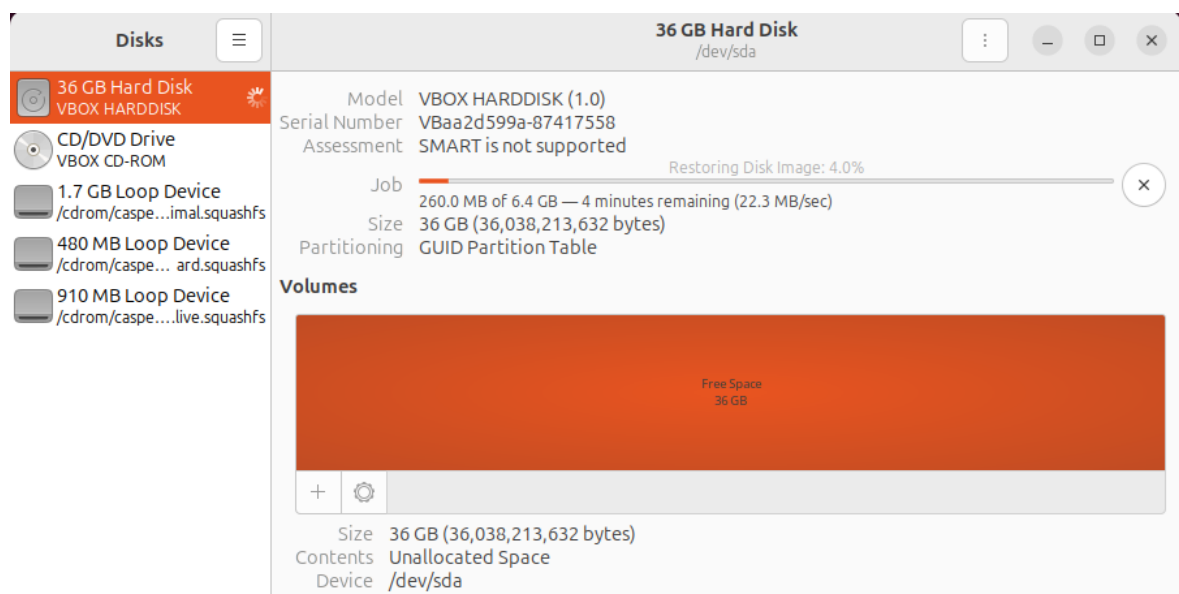 Disks
36 GB Hard Disk
/dev/sda
36 GB Hard Disk
VBOX HARDDISK
CD/DVD Drive
VBOX CD-ROM
1.7 GB Loop Device
/cdrom/caspe…imal.squashfs
480 MB Loop Device
/cdrom/caspe… ard.squashfs
910 MB Loop Device
/cdrom/caspe….live.squashfs
Model VBOX HARDDISK (1.0)
Serial Number VBaa2d599a-87417558
Assessment SMART is not supported
Restoring Disk Image: 4.0%
Job
260.0 MB of 6.4 GB — 4 minutes remaining (22.3 MB/sec)
Size 36 GB (36,038,213,632 bytes)
Partitioning GUID Partition Table
Volumes
Free Space
36 GB
Size 36 GB (36,038,213,632 bytes)
Contents Unallocated Space
Device /dev/sda